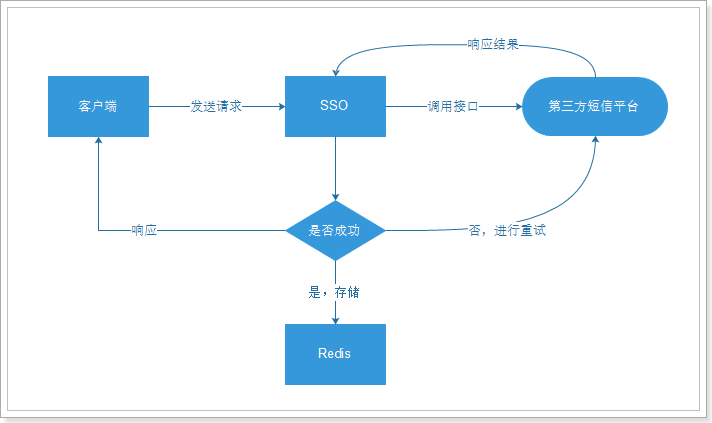 响应结果
客户端
发送请求
SSO
调用接口
第三方短信平台
响应
是否成功
否，进行重试
是，存储
Redis